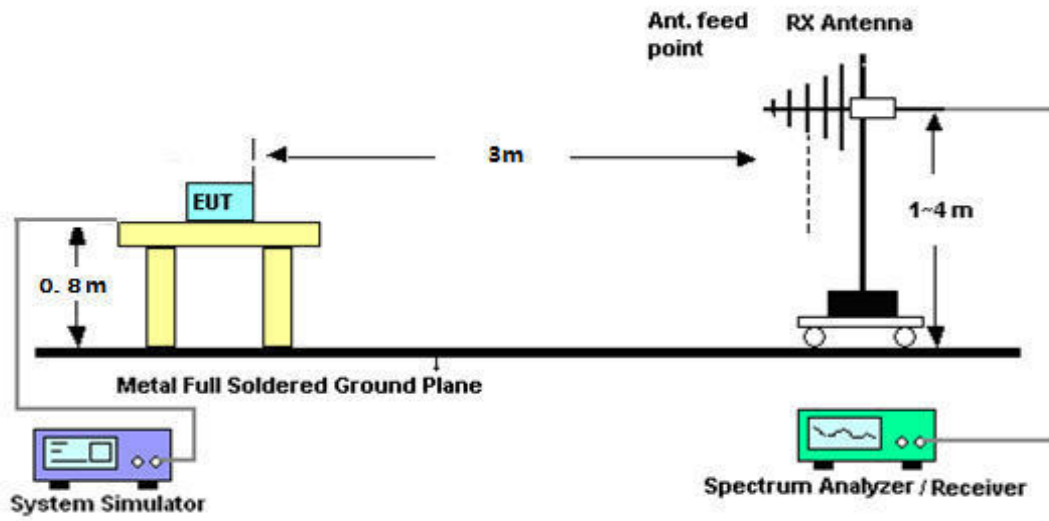 Ant. feed
point
RX Antenna
3m
EUT
1~4 m
0. 8 m
Metal Full Soldered Ground Plane
System Simulator
Spectrum Analyzer / Receiver